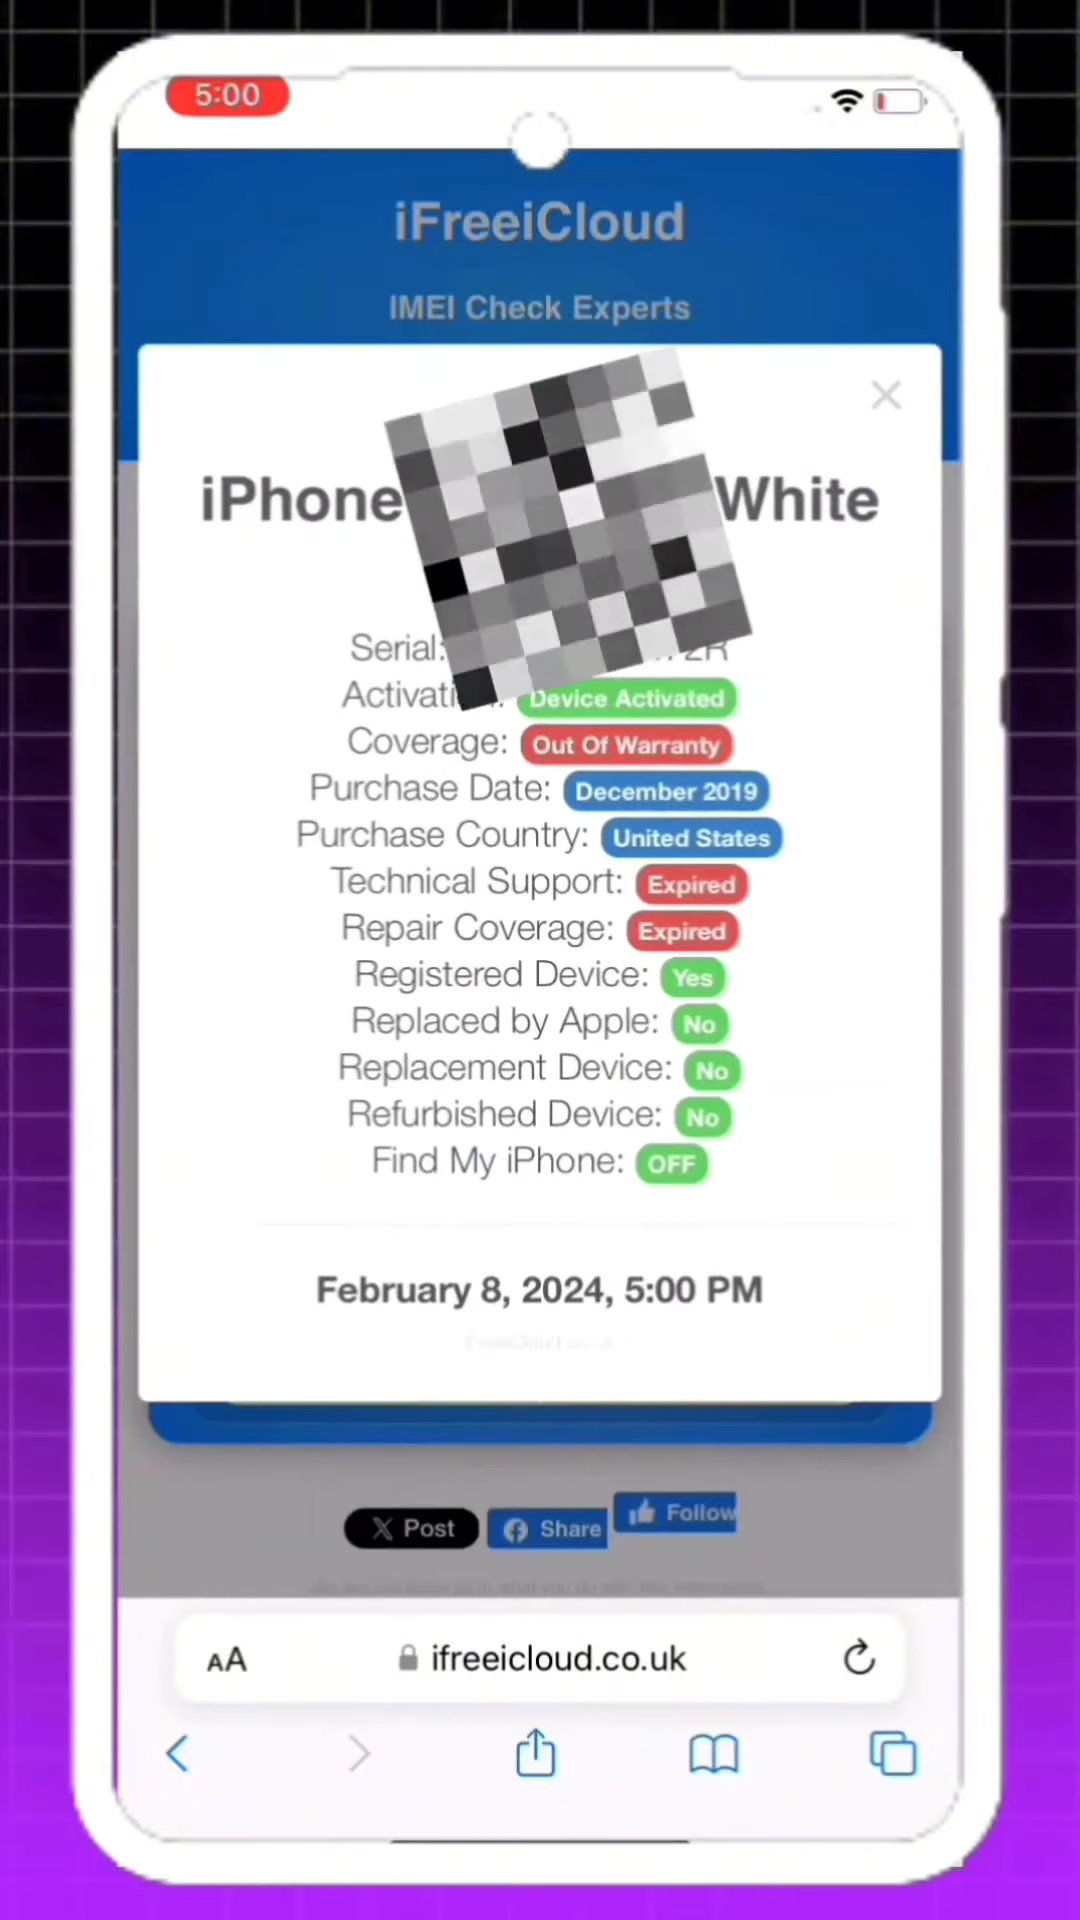 5:00
iFreeiCloud
IMEI Check Experts
iPhone White
Serial:
Device Activated
Coverage: Out Of Warranty
Purchase Date: December 2019
Purchase Country: United States
Technical Support: Expired
Repair Coverage: Expired
Registered Device: Yes
Replaced by Apple: No
Replacement Device: No
Refurbished Device: No
Find My iPhone: OFF
February 8, 2024, 5:00 PM
Post Share Follow
AA ifreeicloud.co.uk